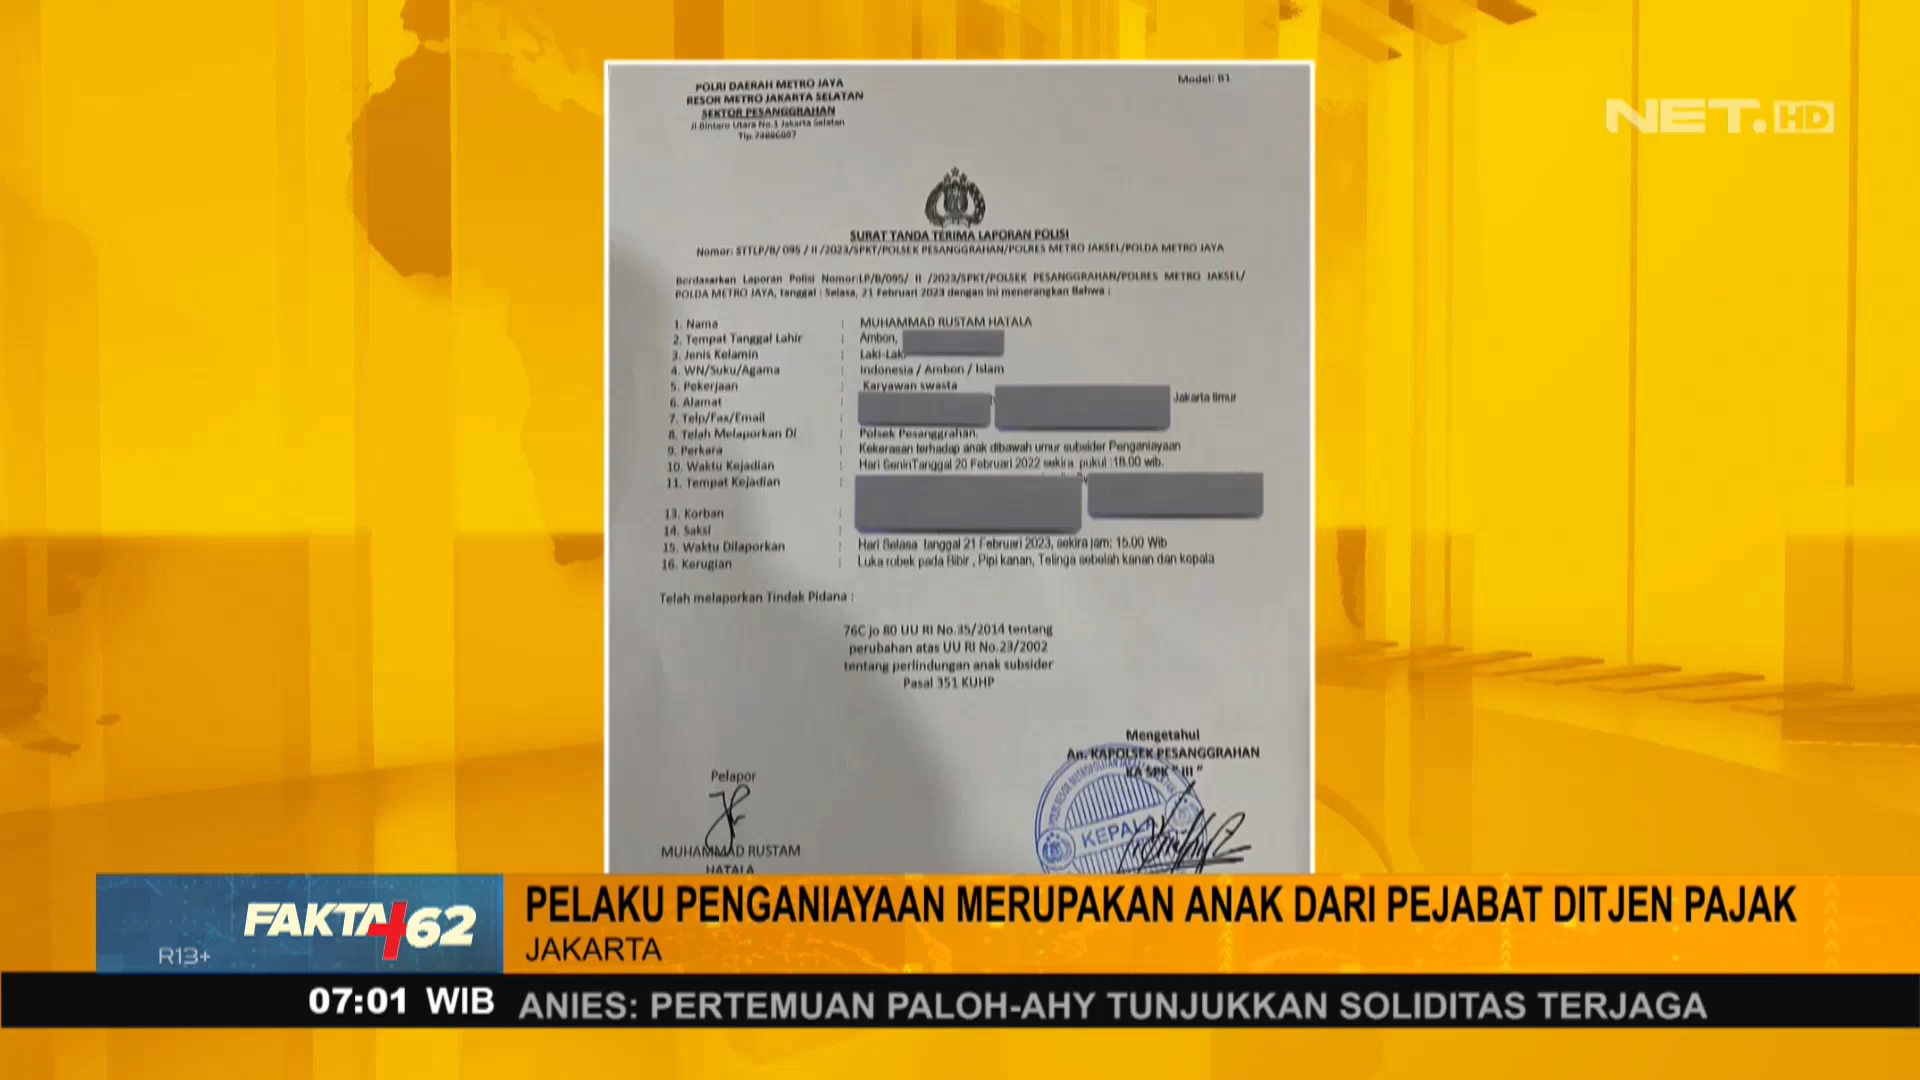 POLRI DAERAH METRO JAYA
RESOR METRO JAKARTA SELATAN
SEKTOR PESANGGRAHAN
Jl.Bintaro Utara No.1 Jakarta Selatan
Model: B1
NET.HD
SURAT TANDA TERIMA LAPORAN POLISI
Nomor: STTLP/B/ 095 / II /2023/SPKT/POLSEK PESANGGRAHAN/POLRES METRO JAKSEL/POLDA METRO JAYA
Berdasarkan Laporan Polisi Nomor:LP/B/095/ II /2023/SPKT/POLSEK PESANGGRAHAN/POLRES METRO JAKSEL/
POLDA METRO JAYA, tanggal : Selasa, 21 Februari 2023 dengan ini menerangkan Bahwa :
1. Nama : MUHAMMAD RUSTAM HATALA
2. Tempat Tanggal Lahir : Ambon,
3. Jenis Kelamin : Laki-Laki
4. WN/Suku/Agama : Indonesia / Ambon / Islam
5. Pekerjaan : Karyawan swasta
6. Alamat : Jakarta timur
7. Telp/Fax/Email :
8. Telah Melaporkan Di : Polsek Pesanggrahan.
9. Perkara : Kekerasan terhadap anak dibawah umur subsider Penganiayaan
10. Waktu Kejadian : Hari SeninTanggal 20 Februari 2022 sekira pukul :18.00 wib.
11. Tempat Kejadian :
13. Korban :
14. Saksi :
15. Waktu Dilaporkan : Hari Selasa tanggal 21 Februari 2023, sekira jam: 15.00 Wib
16. Kerugian : Luka robek pada Bibir , Pipi kanan, Telinga sebelah kanan dan kepala
Telah melaporkan Tindak Pidana :
76C jo 80 UU RI No.35/2014 tentang
perubahan atas UU RI No.23/2002
tentang perlindungan anak subsider
Pasal 351 KUHP
Mengetahui
An. KAPOLSEK PESANGGRAHAN
KA SPK " III "
KEPALA
Pelapor
MUHAMMAD RUSTAM
HATALA
FAKTA+62
R13+
PELAKU PENGANIAYAAN MERUPAKAN ANAK DARI PEJABAT DITJEN PAJAK
JAKARTA
07:01 WIB ANIES: PERTEMUAN PALOH-AHY TUNJUKKAN SOLIDITAS TERJAGA